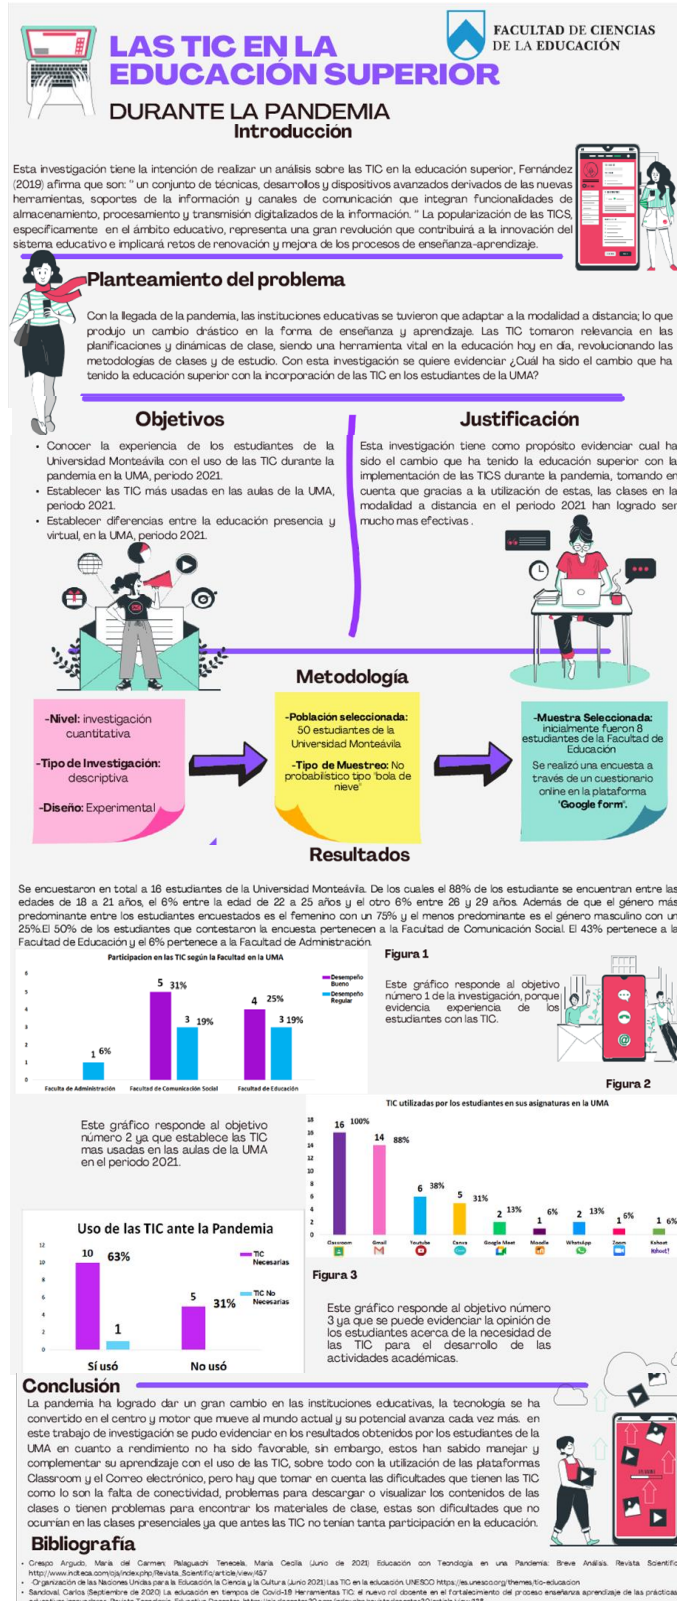 LAS TIC EN LA
EDUCACIÓN SUPERIOR
FACULTAD DE CIENCIAS
DE LA EDUCACIÓN
DURANTE LA PANDEMIA
Introducción
Esta investigación tiene la intención de realizar un análisis sobre las TIC en la educación superior, Fernández
(2019) afirma que son: " un conjunto de técnicas, desarrollos y dispositivos avanzados derivados de las nuevas
herramientas, soportes de la información y canales de comunicación que integran funcionalidades de
almacenamiento, procesamiento y transmisión digitalizados de la información. " La popularización de las TICS,
específicamente en el ámbito educativo, representa una gran revolución que contribuirá a la innovación del
sistema educativo e implicará retos de renovación y mejora de los procesos de enseñanza-aprendizaje.
Planteamiento del problema
Con la llegada de la pandemia, las instituciones educativas se tuvieron que adaptar a la modalidad a distancia; lo que
produjo un cambio drástico en la forma de enseñanza y aprendizaje. Las TIC tomaron relevancia en las
planificaciones y dinámicas de clase, siendo una herramienta vital en la educación hoy en día, revolucionando las
metodologías de clases y de estudio. Con esta investigación se quiere evidenciar ¿Cuál ha sido el cambio que ha
tenido la educación superior con la incorporación de las TIC en los estudiantes de la UMA?
Objetivos
• Conocer la experiencia de los estudiantes de la
Universidad Monteávila con el uso de las TIC durante la
pandemia en la UMA, periodo 2021.
• Establecer las TIC más usadas en las aulas de la UMA,
periodo 2021.
• Establecer diferencias entre la educación presencia y
virtual, en la UMA, periodo 2021.
Justificación
Esta investigación tiene como propósito evidenciar cual ha
sido el cambio que ha tenido la educación superior con la
implementación de las TICS durante la pandemia, tomando en
cuenta que gracias a la utilización de estas, las clases en la
modalidad a distancia en el periodo 2021 han logrado ser
mucho mas efectivas .
Metodología
-Nivel: investigación
cuantitativa
-Tipo de Investigación:
descriptiva
-Diseño: Experimental
-Población seleccionada:
50 estudiantes de la
Universidad Monteávila
-Tipo de Muestreo: No
probabilístico tipo "bola de
nieve"
-Muestra Seleccionada:
inicialmente fueron 8
estudiantes de la Facultad de
Educación
Se realizó una encuesta a
través de un cuestionario
online en la plataforma
"Google form".
Resultados
Se encuestaron en total a 16 estudiantes de la Universidad Monteávila. De los cuales el 88% de los estudiante se encuentran entre las
edades de 18 a 21 años, el 6% entre la edad de 22 a 25 años y el otro 6% entre 26 y 29 años. Además de que el género más
predominante entre los estudiantes encuestados es el femenino con un 75% y el menos predominante es el género masculino con un
25%.El 50% de los estudiantes que contestaron la encuesta pertenecen a la Facultad de Comunicación Social. El 43% pertenece a la
Facultad de Educación y el 6% pertenece a la Facultad de Administración.
Participacion en las TIC según la Facultad en la UMA
6
5
4
3
2
1
0
1 6%
5 31%
3 19%
4 25%
3 19%
Faculta de Administración
Facultad de Comunicación Social
Facultad de Educación
Desempeño
Bueno
Desempeño
Regular
Figura 1
Este gráfico responde al objetivo
número 1 de la investigación, porque
evidencia experiencia de los
estudiantes con las TIC.
Figura 2
Este gráfico responde al objetivo
número 2 ya que establece las TIC
mas usadas en las aulas de la UMA
en el periodo 2021.
TIC utilizadas por los estudiantes en sus asignaturas en la UMA
18
16
14
12
10
8
6
4
2
0
16 100%
14 88%
6 38%
5 31%
2 13%
1 6%
2 13%
1 6%
1 6%
Classroom
Gmail
Youtube
Canva
Google Meet
Moodle
WhatsApp
Zoom
Kahoot
Kahoot!
Uso de las TIC ante la Pandemia
12
10
8
6
4
2
0
10 63%
1
5 31%
Sí usó
No usó
TIC
Necesarias
TIC No
Necesarias
Figura 3
Este gráfico responde al objetivo número
3 ya que se puede evidenciar la opinión de
los estudiantes acerca de la necesidad de
las TIC para el desarrollo de las
actividades académicas.
Conclusión
La pandemia ha logrado dar un gran cambio en las instituciones educativas, la tecnología se ha
convertido en el centro y motor que mueve al mundo actual y su potencial avanza cada vez más. en
este trabajo de investigación se pudo evidenciar en los resultados obtenidos por los estudiantes de la
UMA en cuanto a rendimiento no ha sido favorable, sin embargo, estos han sabido manejar y
complementar su aprendizaje con el uso de las TIC, sobre todo con la utilización de las plataformas
Classroom y el Correo electrónico, pero hay que tomar en cuenta las dificultades que tienen las TIC
como lo son la falta de conectividad, problemas para descargar o visualizar los contenidos de las
clases o tienen problemas para encontrar los materiales de clase, estas son dificultades que no
ocurrían en las clases presenciales ya que antes las TIC no tenían tanta participación en la educación.
Bibliografía
• Crespo Argudo, María del Carmen; Palaguachi Tenecela, María Cecilia (Junio de 2021) Educación con Tecnología en una Pandemia: Breve Análisis. Revista Scientific
http://www.indteca.com/ojs/index.php/Revista_Scientific/article/view/457
• Organización de las Naciones Unidas para la Educación, la Ciencia y la Cultura (Junio 2021) Las TIC en la educación. UNESCO https://es.unesco.org/themes/tic-educacion
• Sandoval, Carlos (Septiembre de 2020) La educación en tiempos de Covid-19 Herramientas TIC: el nuevo rol docente en el fortalecimiento del proceso enseñanza aprendizaje de las prácticas